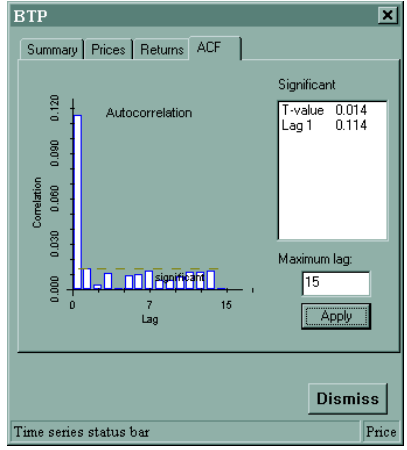 BTP
Summary Prices Returns ACF
Autocorrelation
Correlation
0.120
0.090
0.060
0.030
0.000
significant
0 7 15
Lag
Significant
T-value 0.014
Lag 1 0.114
Maximum lag:
15
Apply
Dismiss
Time series status bar Price